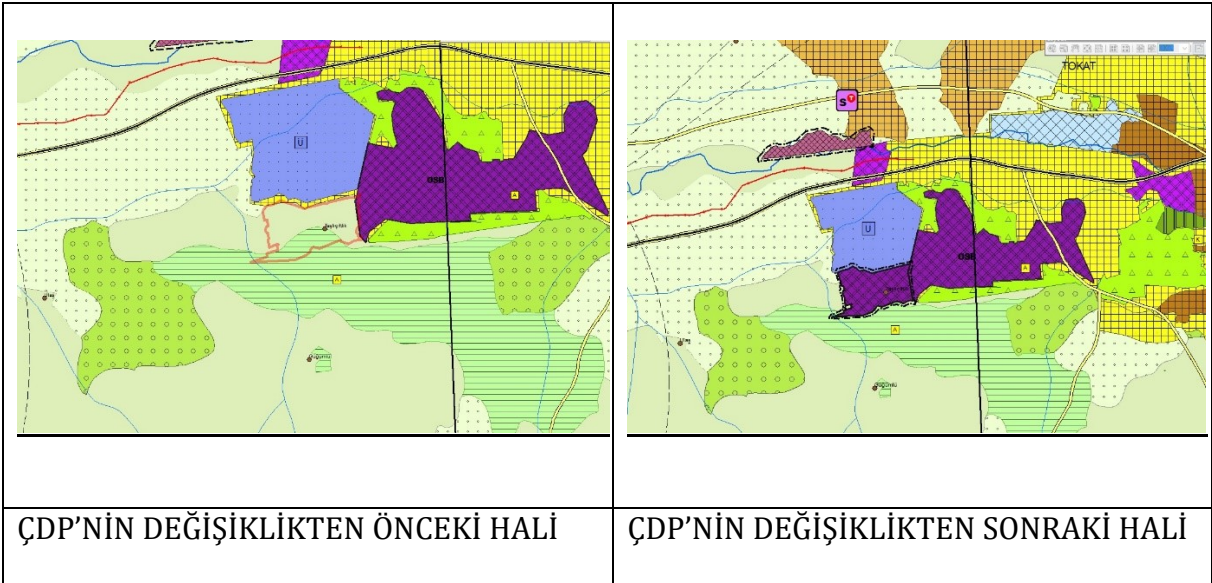 U
OSB
A
A
TOKAT
S
U
OSB
A
A
K
ÇDP’NİN DEĞİŞİKLİKTEN ÖNCEKİ HALİ
ÇDP’NİN DEĞİŞİKLİKTEN SONRAKİ HALİ